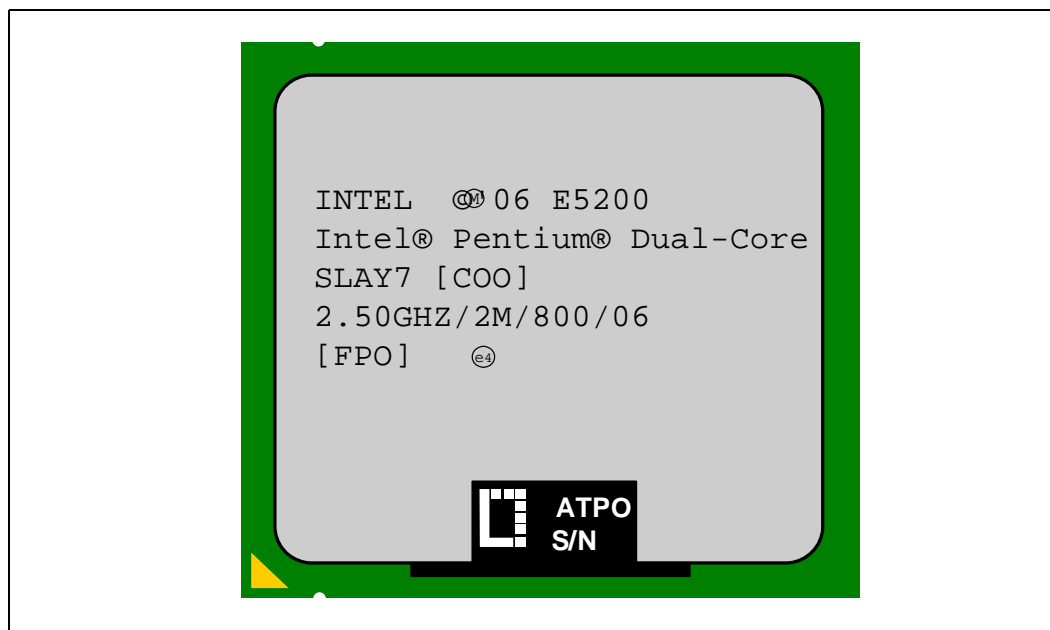 INTEL ©Ⓜ'06 E5200
Intel® Pentium® Dual-Core
SLAY7 [COO]
2.50GHZ/2M/800/06
[FPO] ⓔ4
ATPO
S/N